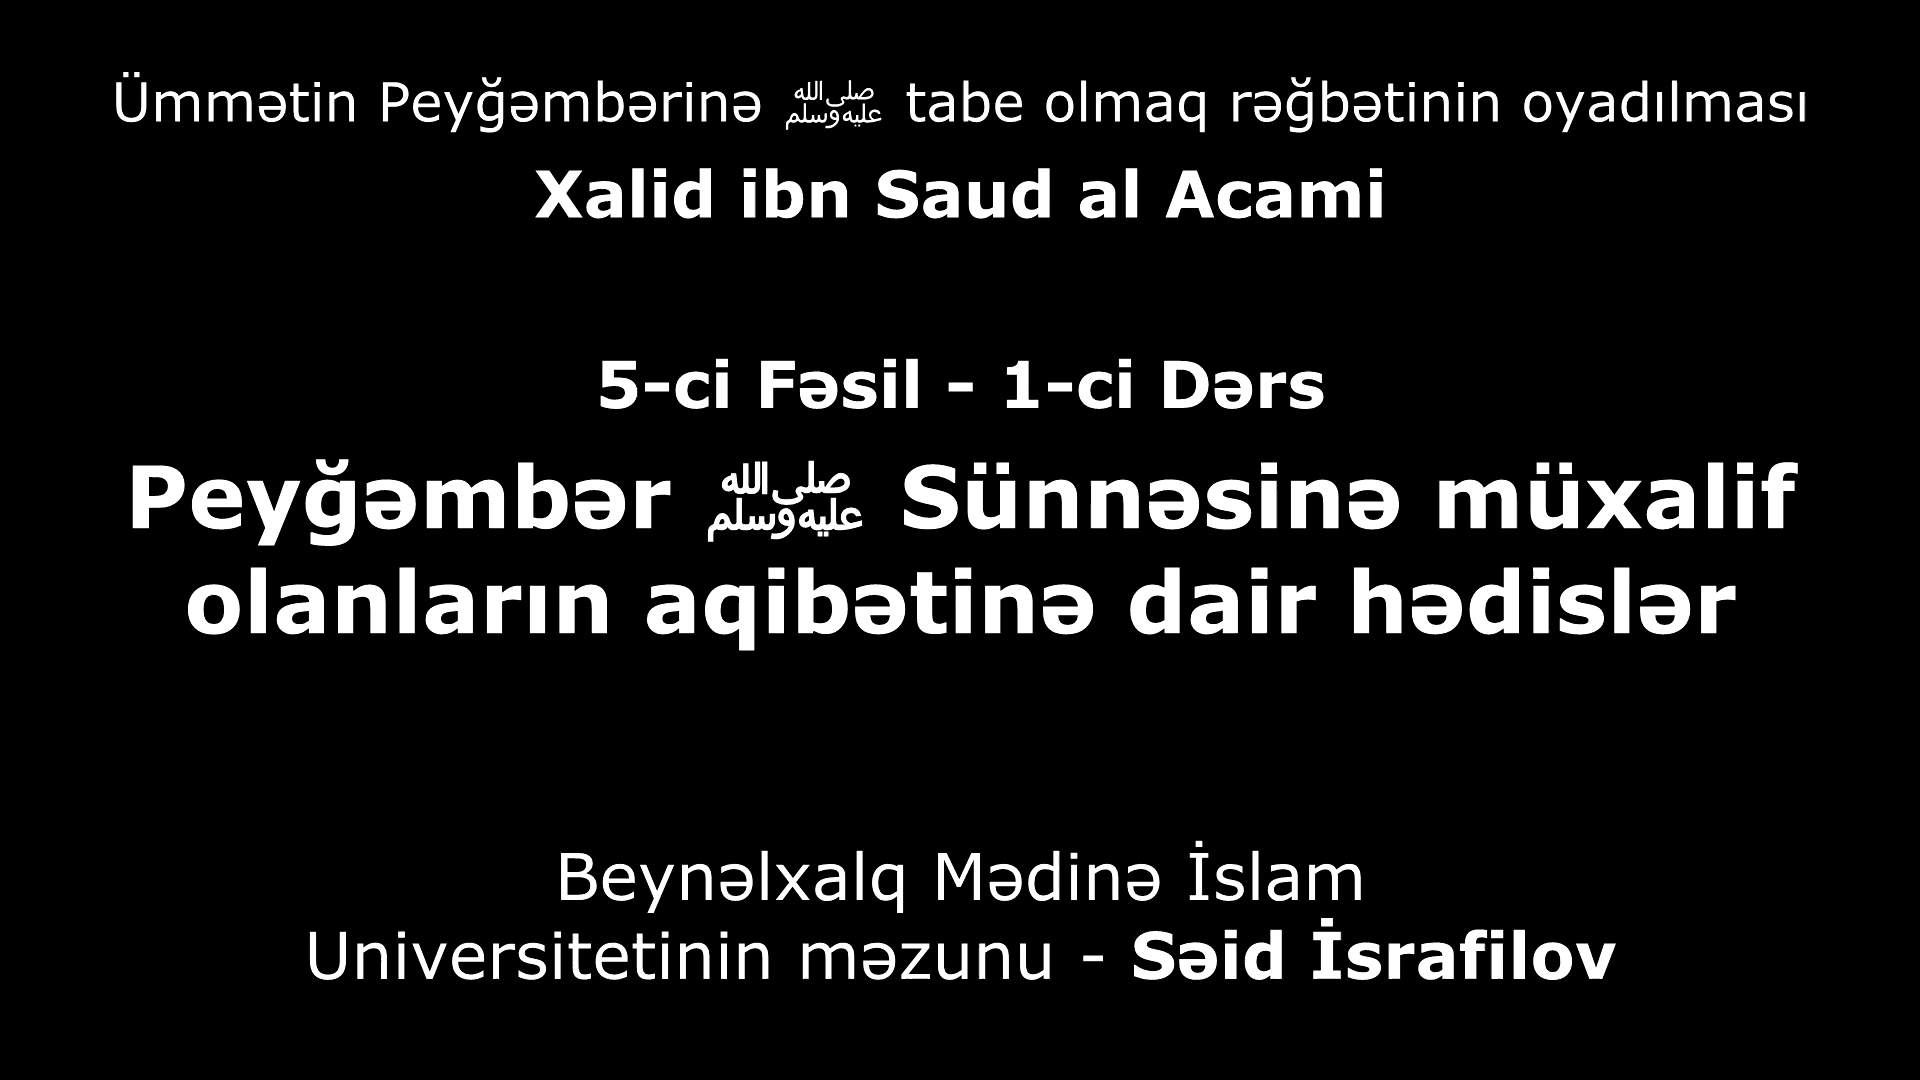 Ümmətin Peyğəmbərinə ﷺ tabe olmaq rəğbətinin oyadılması
Xalid ibn Saud al Acami
5-ci Fəsil - 1-ci Dərs
Peyğəmbər ﷺ Sünnəsinə müxalif
olanların aqibətinə dair hədislər
Beynəlxalq Mədinə İslam
Universitetinin məzunu - Səid İsrafilov